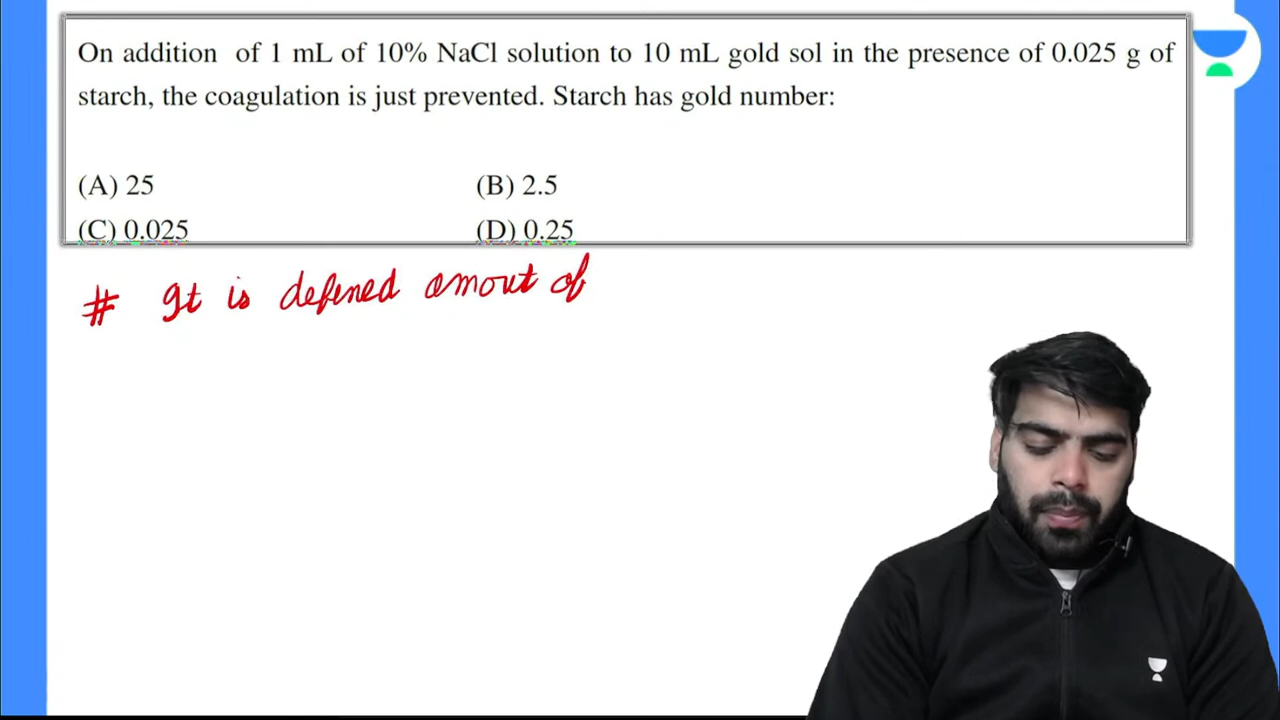 On addition of 1 mL of 10% NaCl solution to 10 mL gold sol in the presence of 0.025 g of
starch, the coagulation is just prevented. Starch has gold number:
(A) 25 (B) 2.5
(C) 0.025 (D) 0.25
# It is defened amout of